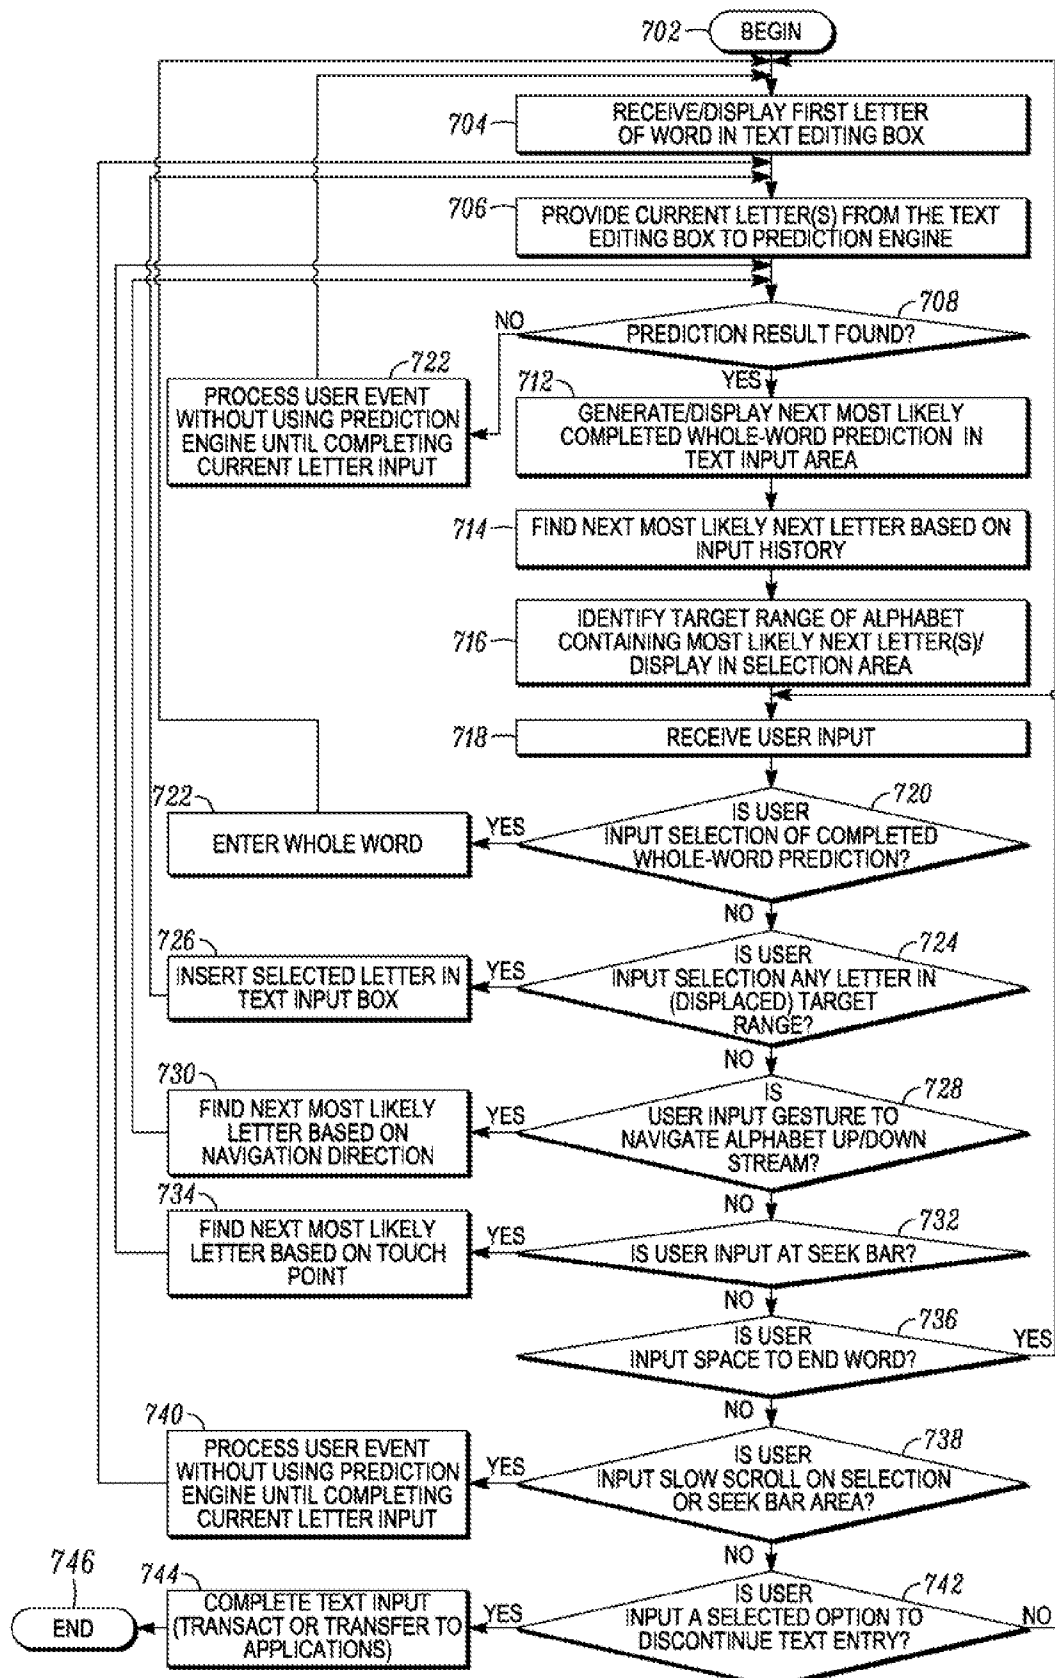 702
BEGIN
704
RECEIVE/DISPLAY FIRST LETTER
OF WORD IN TEXT EDITING BOX
706
PROVIDE CURRENT LETTER(S) FROM THE TEXT
EDITING BOX TO PREDICTION ENGINE
708
NO
PREDICTION RESULT FOUND?
YES
722
PROCESS USER EVENT
WITHOUT USING PREDICTION
ENGINE UNTIL COMPLETING
CURRENT LETTER INPUT
712
GENERATE/DISPLAY NEXT MOST LIKELY
COMPLETED WHOLE-WORD PREDICTION IN
TEXT INPUT AREA
714
FIND NEXT MOST LIKELY NEXT LETTER BASED ON
INPUT HISTORY
716
IDENTIFY TARGET RANGE OF ALPHABET
CONTAINING MOST LIKELY NEXT LETTER(S)/
DISPLAY IN SELECTION AREA
718
RECEIVE USER INPUT
720
IS USER
INPUT SELECTION OF COMPLETED
WHOLE-WORD PREDICTION?
YES
722
ENTER WHOLE WORD
NO
724
IS USER
INPUT SELECTION ANY LETTER IN
(DISPLACED) TARGET
RANGE?
YES
726
INSERT SELECTED LETTER IN
TEXT INPUT BOX
NO
728
IS
USER INPUT GESTURE TO
NAVIGATE ALPHABET UP/DOWN
STREAM?
YES
730
FIND NEXT MOST LIKELY
LETTER BASED ON
NAVIGATION DIRECTION
NO
732
IS USER INPUT AT SEEK BAR?
YES
734
FIND NEXT MOST LIKELY
LETTER BASED ON TOUCH
POINT
NO
736
IS USER
INPUT SPACE TO END WORD?
YES
NO
738
IS USER
INPUT SLOW SCROLL ON SELECTION
OR SEEK BAR AREA?
YES
740
PROCESS USER EVENT
WITHOUT USING PREDICTION
ENGINE UNTIL COMPLETING
CURRENT LETTER INPUT
NO
742
IS USER
INPUT A SELECTED OPTION TO
DISCONTINUE TEXT ENTRY?
NO
YES
744
COMPLETE TEXT INPUT
(TRANSACT OR TRANSFER TO
APPLICATIONS)
746
END